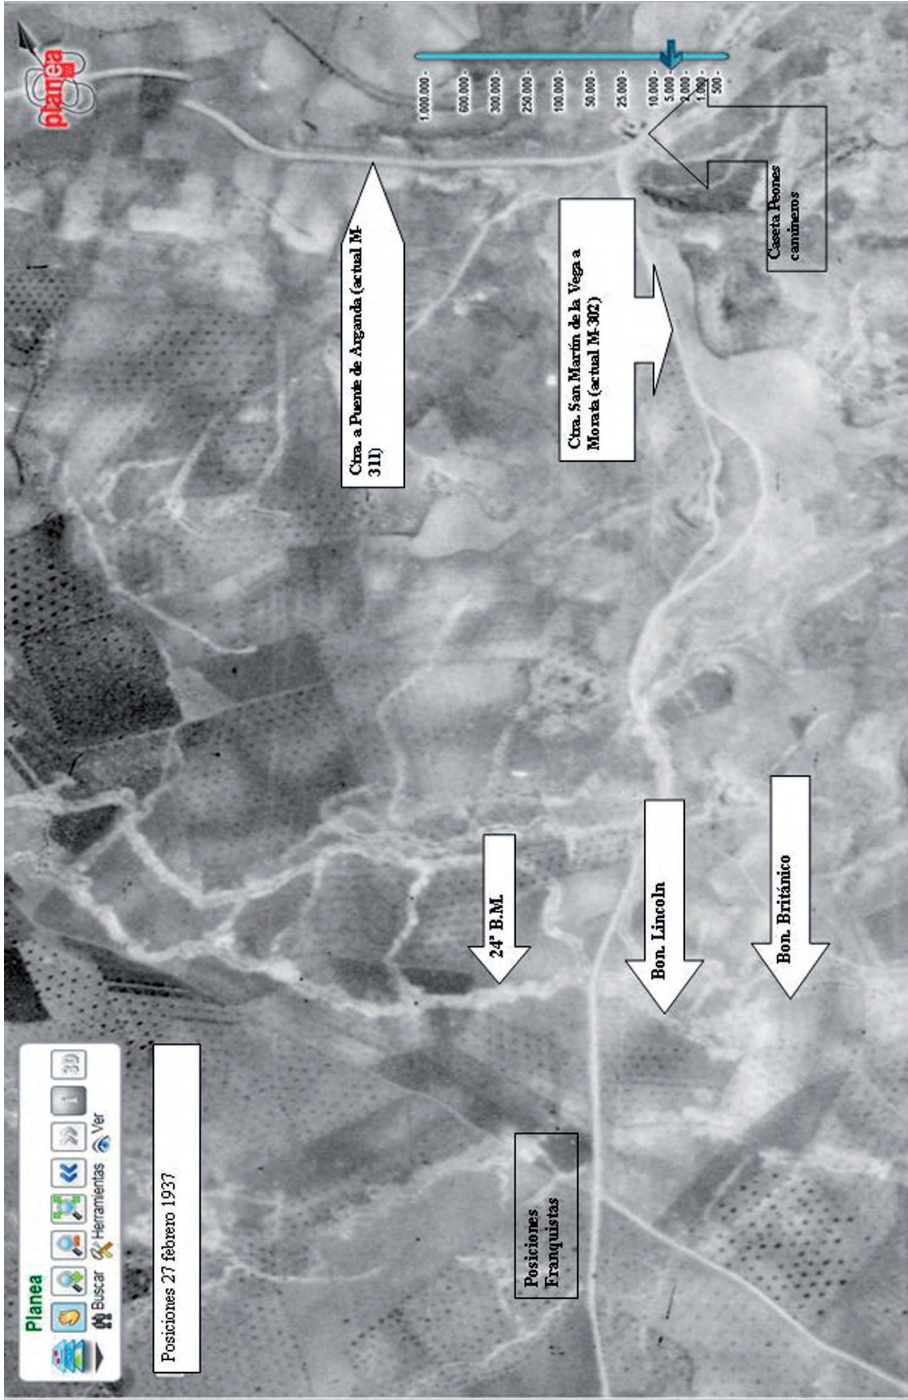 Planea
Buscar
Herramientas
Ver
3D
i
Posiciones 27 febrero 1937
Posiciones
Franquistas
24ª B.M.
Bon. Lincoln
Bon. Británico
Ctra. a Puente de Arganda (actual M-
311)
Ctra. San Martín de la Vega a
Morata (actual M-302)
Caseta Peones
camineros
planea
1.000.000 -
600.000 -
300.000 -
250.000 -
100.000 -
50.000 -
25.000 -
10.000 -
5.000 -
2.000 -
1.000 -
500 -